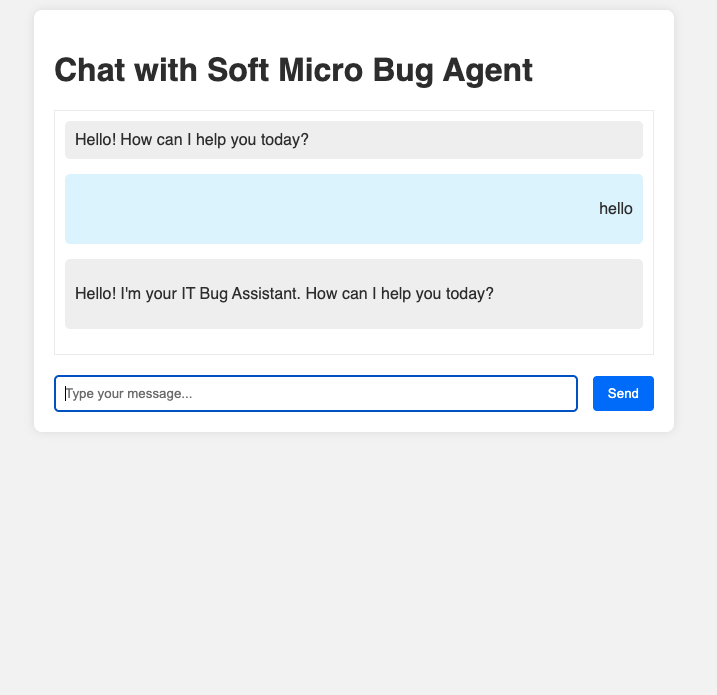 Chat with Soft Micro Bug Agent
Hello! How can I help you today?
hello
Hello! I'm your IT Bug Assistant. How can I help you today?
Type your message...
Send